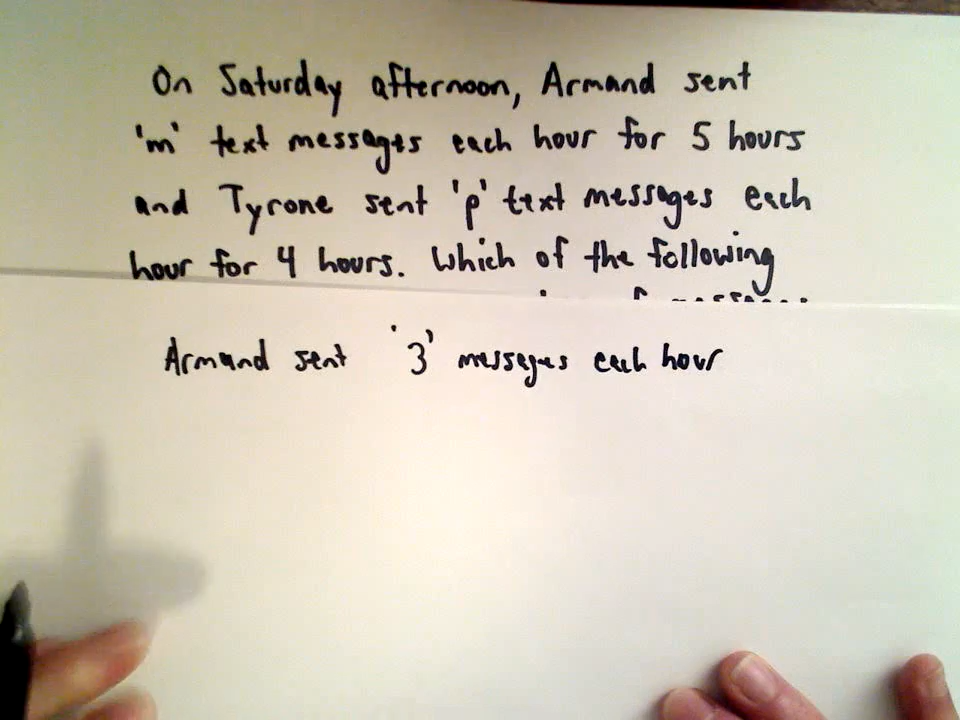 On Saturday afternoon, Armand sent
'm' text messages each hour for 5 hours
and Tyrone sent 'p' text messages each
hour for 4 hours. Which of the following
Armand sent '3' messages each hour